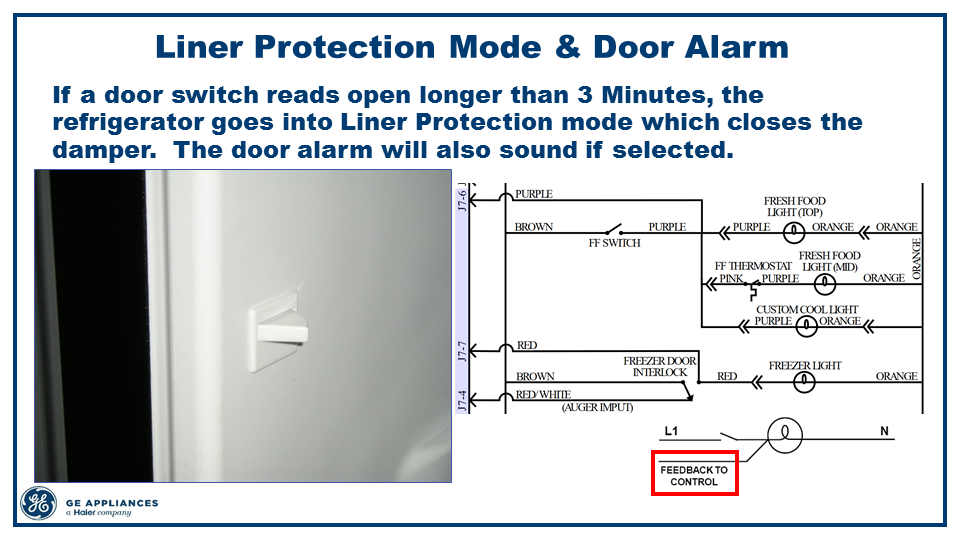 Liner Protection Mode & Door Alarm
If a door switch reads open longer than 3 Minutes, the
refrigerator goes into Liner Protection mode which closes the
damper. The door alarm will also sound if selected.
J7-6
PURPLE
BROWN
FF SWITCH
PURPLE
PURPLE
FRESH FOOD
LIGHT (TOP)
ORANGE
ORANGE
ORANGE
FF THERMOSTAT
PINK
PURPLE
FRESH FOOD
LIGHT (MID)
ORANGE
CUSTOM COOL LIGHT
PURPLE
ORANGE
J7-7
RED
BROWN
FREEZER DOOR
INTERLOCK
RED
FREEZER LIGHT
ORANGE
J7-4
RED/WHITE
(AUGER IMPUT)
L1
N
FEEDBACK TO
CONTROL
GE
GE APPLIANCES
a Haier company